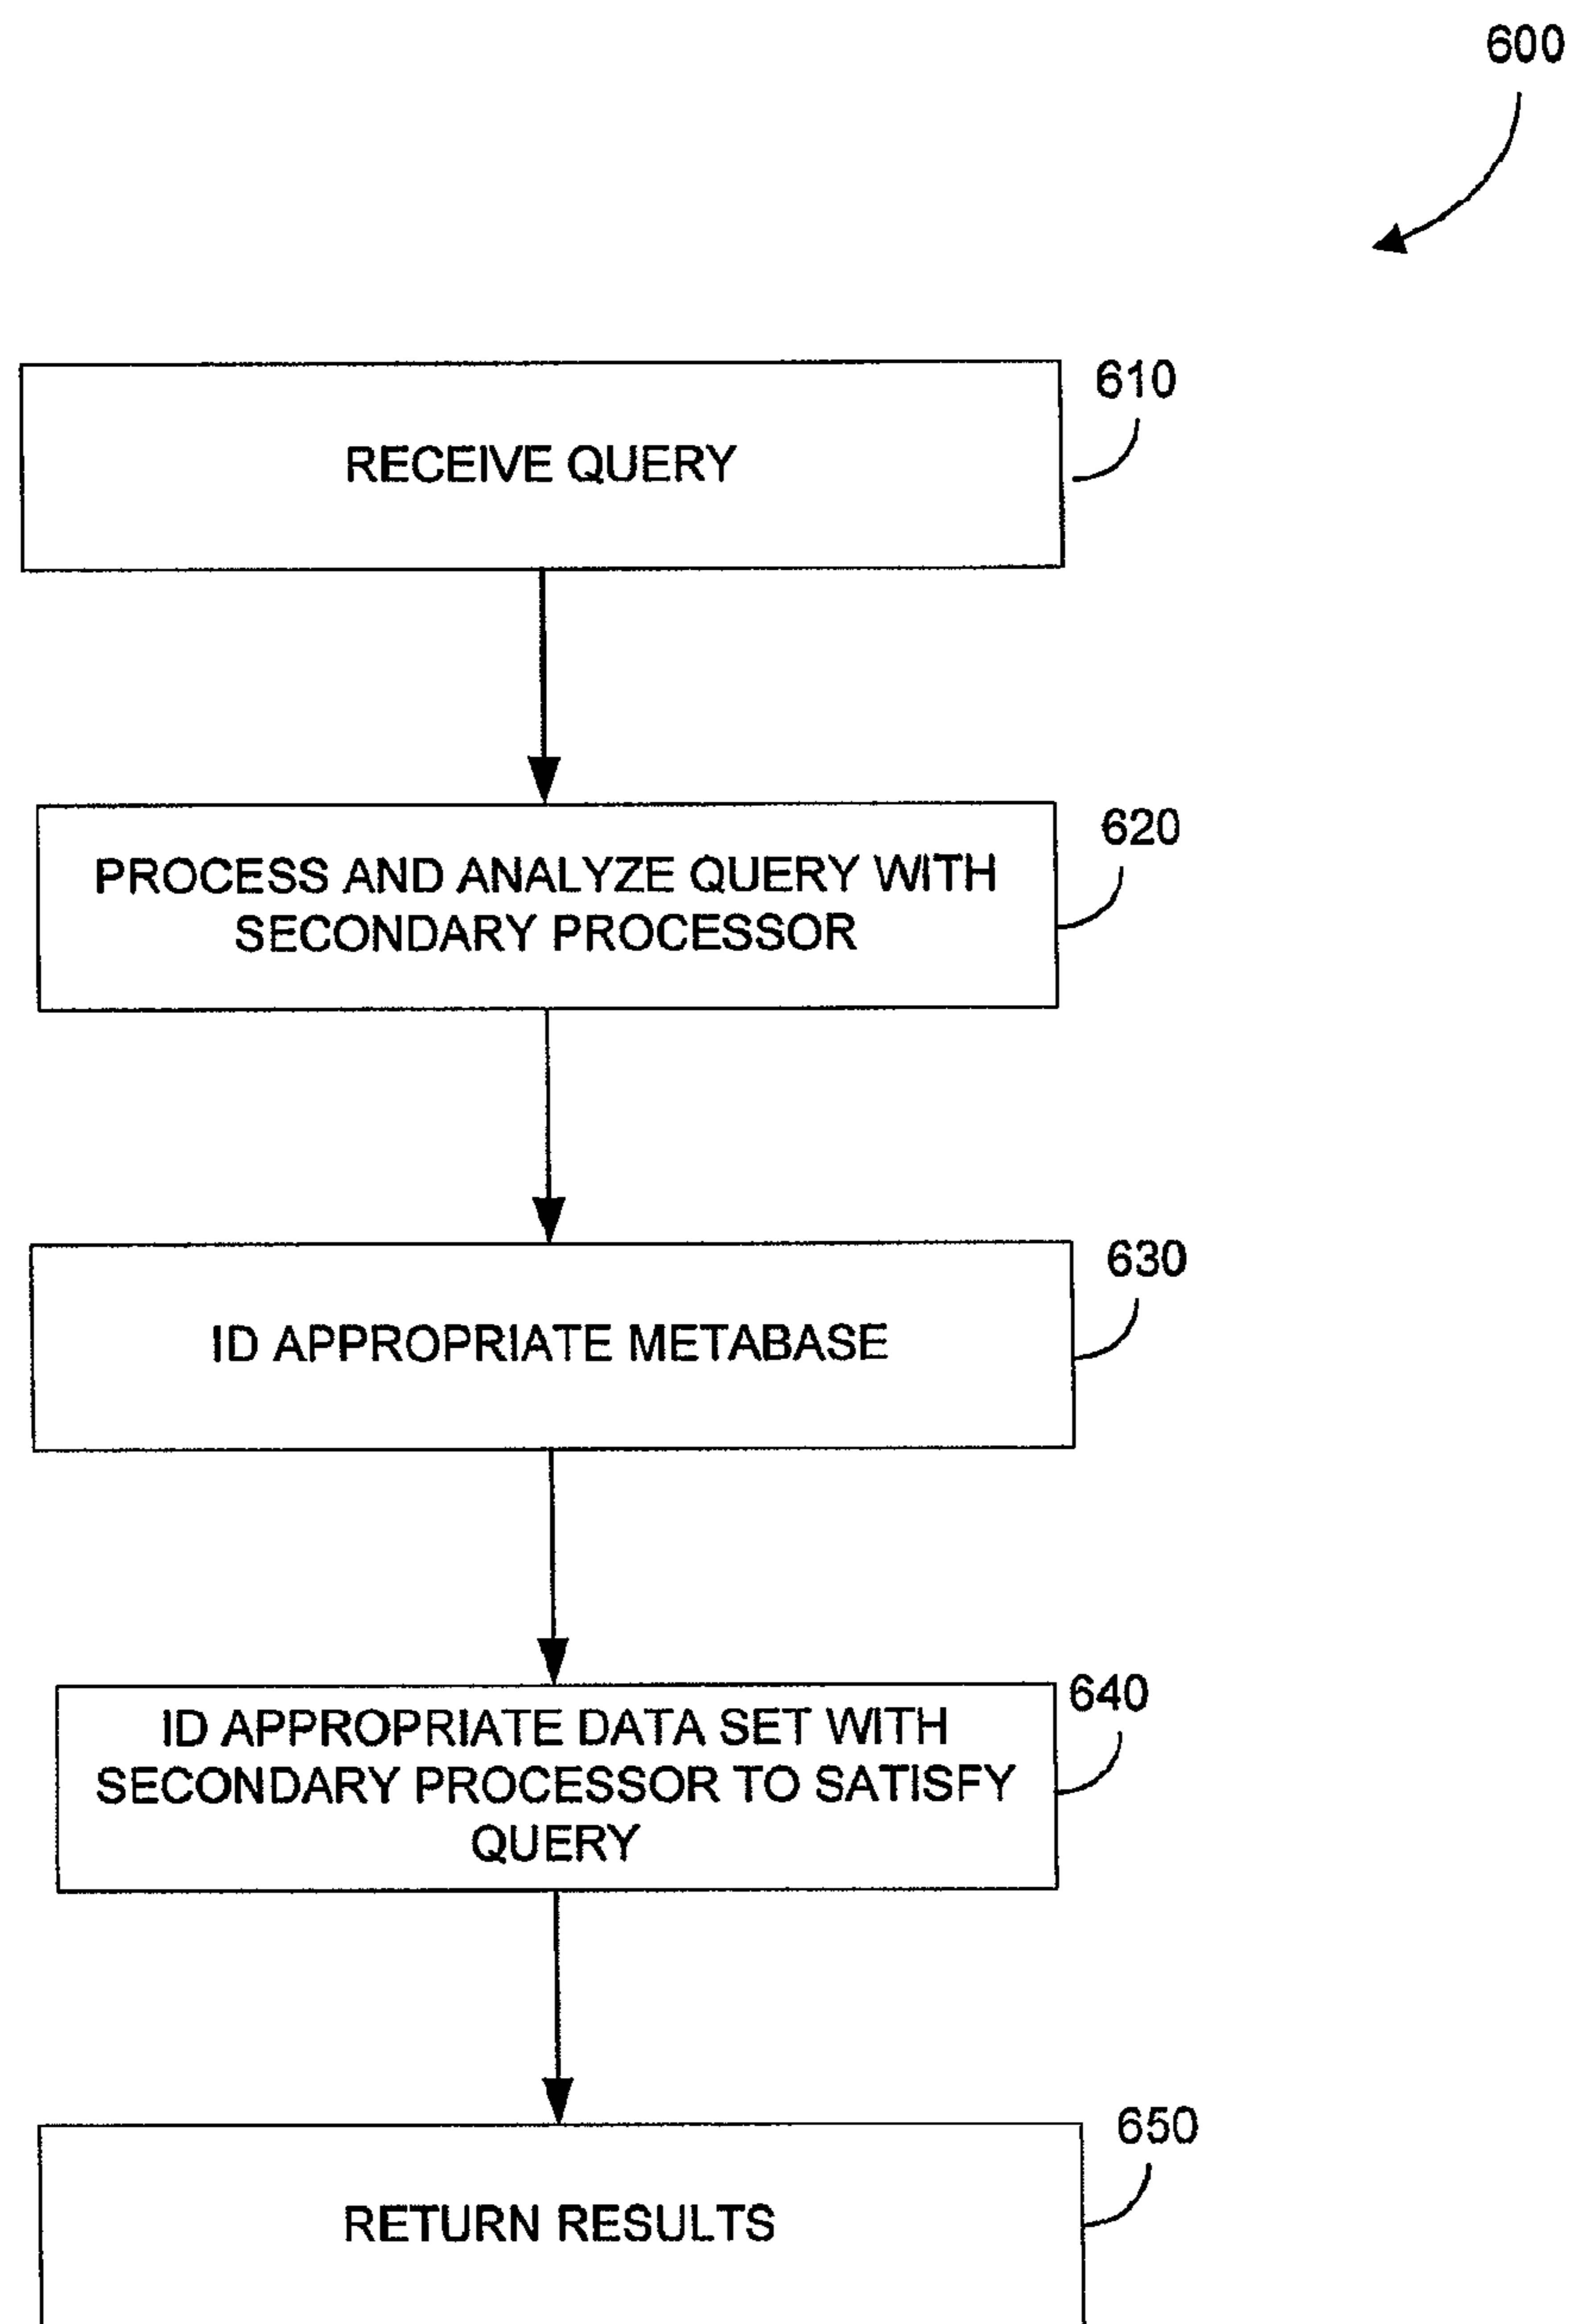 600
610
RECEIVE QUERY
620
PROCESS AND ANALYZE QUERY WITH
SECONDARY PROCESSOR
630
ID APPROPRIATE METABASE
640
ID APPROPRIATE DATA SET WITH
SECONDARY PROCESSOR TO SATISFY
QUERY
650
RETURN RESULTS